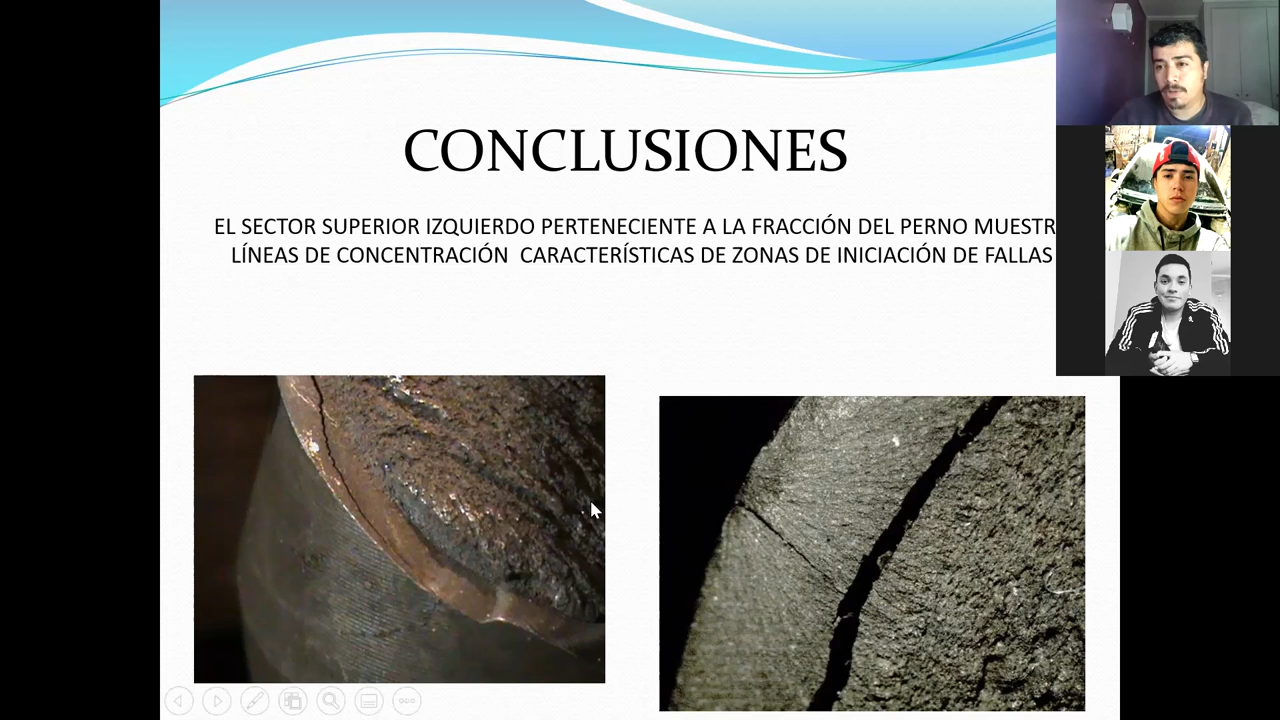 CONCLUSIONES
EL SECTOR SUPERIOR IZQUIERDO PERTENECIENTE A LA FRACCIÓN DEL PERNO MUESTR
LÍNEAS DE CONCENTRACIÓN CARACTERÍSTICAS DE ZONAS DE INICIACIÓN DE FALLAS